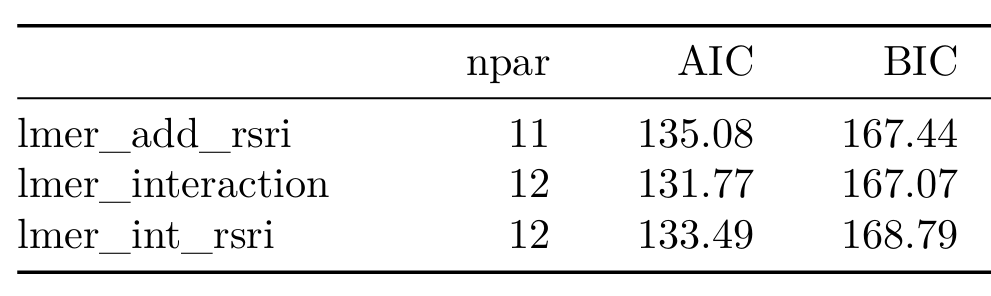 npar AIC BIC
lmer_add_rsri 11 135.08 167.44
lmer_interaction 12 131.77 167.07
lmer_int_rsri 12 133.49 168.79